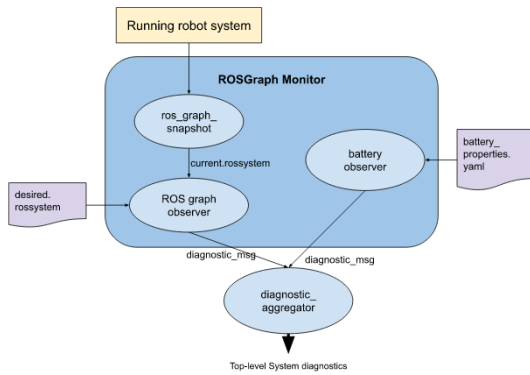 Running robot system
ROSGraph Monitor
ros_graph_
snapshot
current.rossystem
battery
observer
battery_
properties.
yaml
desired.
rossystem
ROS graph
observer
diagnostic_msg
diagnostic_msg
diagnostic_
aggregator
Top-level System diagnostics